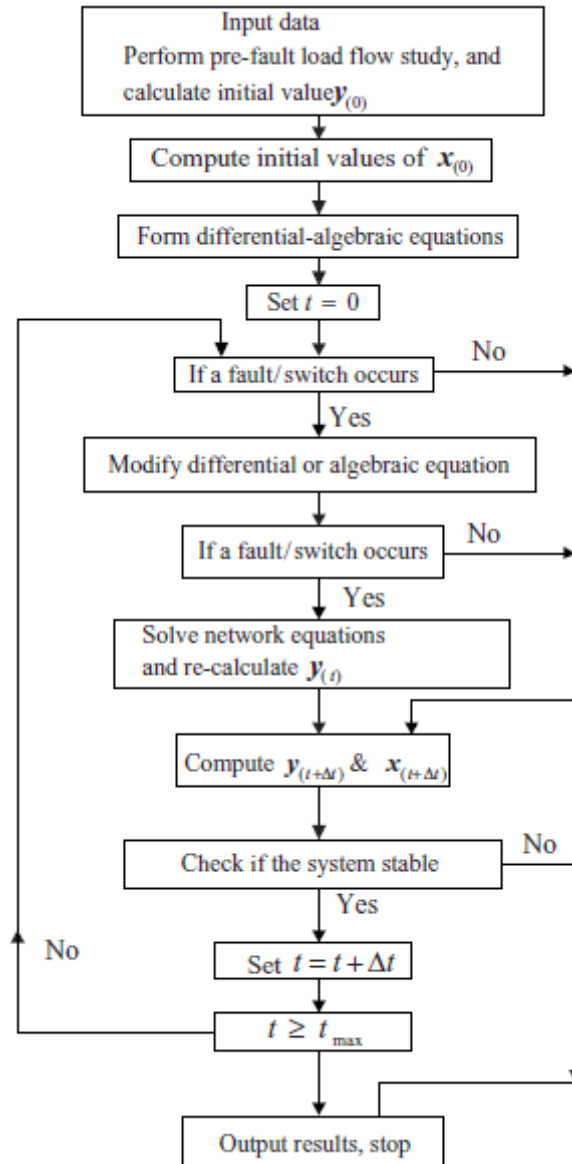 Input data
Perform pre-fault load flow study, and
calculate initial value y(0)
Compute initial values of x(0)
Form differential-algebraic equations
Set t = 0
If a fault/switch occurs
No
Yes
Modify differential or algebraic equation
If a fault/switch occurs
No
Yes
Solve network equations
and re-calculate y(t)
Compute y(t+Δt) & x(t+Δt)
Check if the system stable
No
Yes
No
Set t = t + Δt
t ≥ tmax
Output results, stop